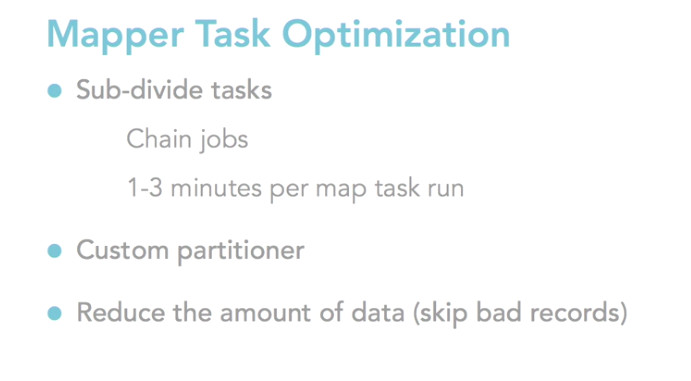 Mapper Task Optimization
Sub-divide tasks
Chain jobs
1-3 minutes per map task run
Custom partitioner
Reduce the amount of data (skip bad records)